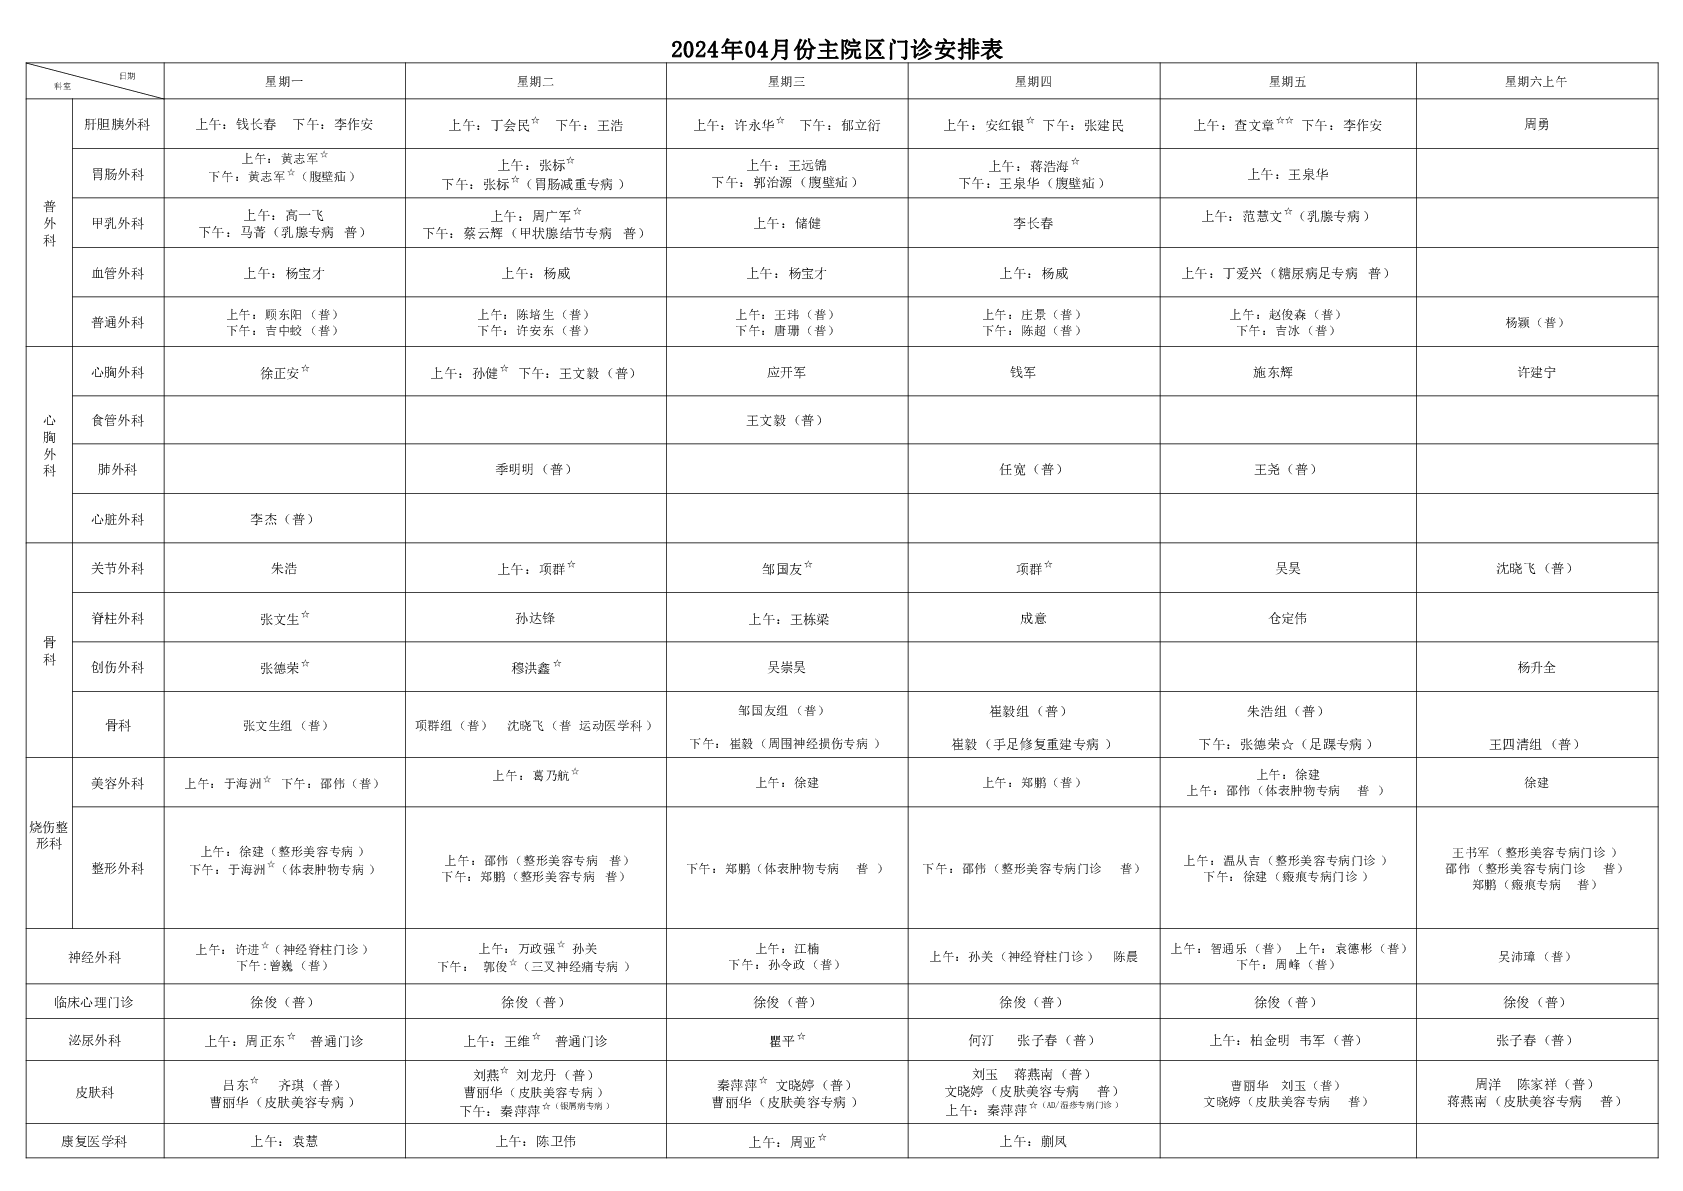 2024年04月份主院区门诊安排表
日期
科室
星期一 星期二 星期三 星期四 星期五 星期六上午
普外科
肝胆胰外科 上午：钱长春 下午：李作安 上午：丁会民☆ 下午：王浩 上午：许永华☆ 下午：郁立衍 上午：安红银☆ 下午：张建民 上午：查文章☆☆ 下午：李作安 周勇
胃肠外科
上午：黄志军☆
下午：黄志军☆（腹壁疝）
上午：张标☆
下午：张标☆（胃肠减重专病）
上午：王远锦
下午：郭治源（腹壁疝）
上午：蒋浩海☆
下午：王泉华（腹壁疝）
上午：王泉华
甲乳外科
上午：高一飞
下午：马菁（乳腺专病 普）
上午：周广军☆
下午：蔡云辉（甲状腺结节专病 普）
上午：储健
李长春
上午：范慧文☆（乳腺专病）
血管外科 上午：杨宝才 上午：杨威 上午：杨宝才 上午：杨威 上午：丁爱兴（糖尿病足专病 普）
普通外科
上午：顾东阳（普）
下午：吉中蛟（普）
上午：陈培生（普）
下午：许安东（普）
上午：王玮（普）
下午：唐珊（普）
上午：庄景（普）
下午：陈超（普）
上午：赵俊森（普）
下午：吉冰（普）
杨颖（普）
心胸外科
心胸外科 徐正安☆ 上午：孙健☆ 下午：王文毅（普） 应开军 钱军 施东辉 许建宁
食管外科 王文毅（普）
肺外科 季明明（普） 任宽（普） 王尧（普）
心脏外科 李杰（普）
骨科
关节外科 朱浩 上午：项群☆ 邹国友☆ 项群☆ 吴昊 沈晓飞（普）
脊柱外科 张文生☆ 孙达锋 上午：王栋梁 成意 仓定伟
创伤外科 张德荣☆ 穆洪鑫☆ 吴崇昊 杨升全
骨科
张文生组（普）
项群组（普） 沈晓飞（普 运动医学科）
邹国友组（普）
下午：崔毅（周围神经损伤专病）
崔毅组（普）
崔毅（手足修复重建专病）
朱浩组（普）
下午：张德荣☆（足踝专病）
王四清组（普）
烧伤整
形科
美容外科
上午：于海洲☆ 下午：邵伟（普）
上午：葛乃航☆
上午：徐建
上午：郑鹏（普）
上午：徐建
上午：邵伟（体表肿物专病 普）
徐建
整形外科
上午：徐建（整形美容专病）
下午：于海洲☆（体表肿物专病）
上午：邵伟（整形美容专病 普）
下午：郑鹏（整形美容专病 普）
下午：郑鹏（体表肿物专病 普）
下午：邵伟（整形美容专病门诊 普）
上午：温从吉（整形美容专病门诊）
下午：徐建（瘢痕专病门诊）
王书军（整形美容专病门诊）
邵伟（整形美容专病门诊 普）
郑鹏（瘢痕专病 普）
神经外科
上午：许进☆（神经脊柱门诊）
下午:曾巍（普）
上午：万政强☆ 孙关
下午： 郭俊☆（三叉神经痛专病）
上午：江楠
下午：孙令政（普）
上午：孙关（神经脊柱门诊） 陈晨
上午：智通乐（普） 上午：袁德彬（普）
下午：周峰（普）
吴沛璋（普）
临床心理门诊 徐俊（普） 徐俊（普） 徐俊（普） 徐俊（普） 徐俊（普） 徐俊（普）
泌尿外科 上午：周正东☆ 普通门诊 上午：王维☆ 普通门诊 瞿平☆ 何汀 张子春（普） 上午：柏金明 韦军（普） 张子春（普）
皮肤科
吕东☆ 齐琪（普）
曹丽华（皮肤美容专病）
刘燕☆ 刘龙丹（普）
曹丽华（皮肤美容专病）
下午：秦萍萍☆（银屑病专病）
秦萍萍☆ 文晓婷（普）
曹丽华（皮肤美容专病）
刘玉 蒋燕南（普）
文晓婷（皮肤美容专病 普）
上午：秦萍萍☆（AD/湿疹专病门诊）
曹丽华 刘玉（普）
文晓婷（皮肤美容专病 普）
周洋 陈家祥（普）
蒋燕南（皮肤美容专病 普）
康复医学科 上午：袁慧 上午：陈卫伟 上午：周亚☆ 上午：蒯凤